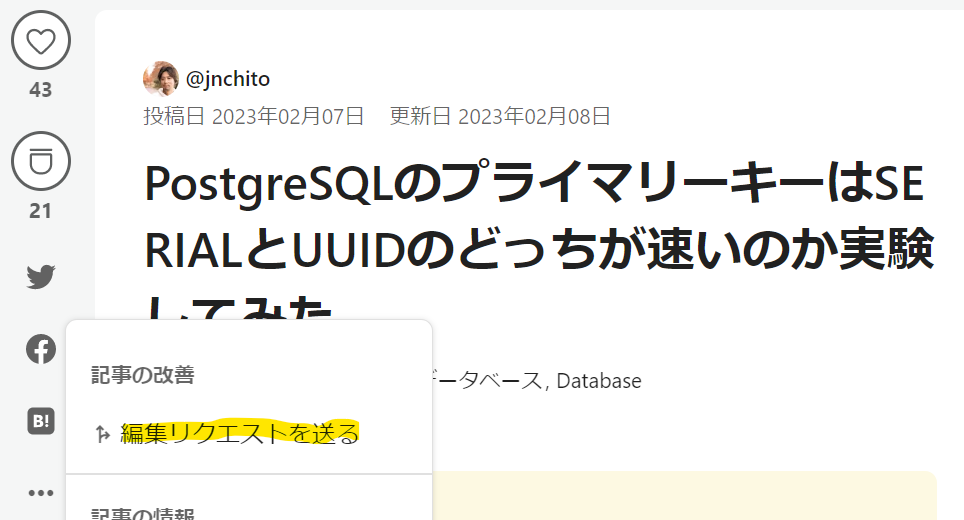 43
21
B!
@jnchito
投稿日 2023年02月07日 更新日 2023年02月08日
PostgreSQLのプライマリーキーはSE
RIALとUUIDのどっちが速いのか実験
してみた
データベース, Database
記事の改善
編集リクエストを送る
記事の情報